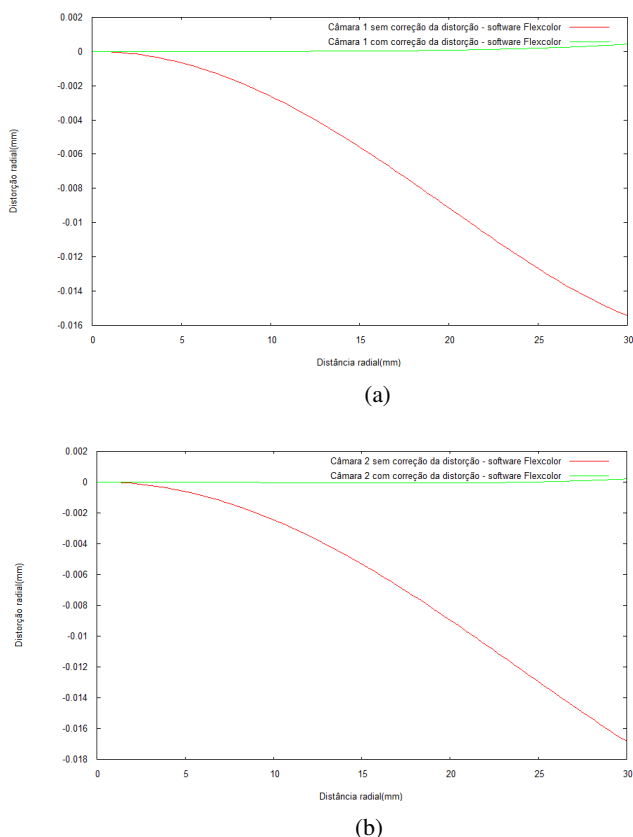 0.002
Câmara 1 sem correção da distorção - software Flexcolor
Câmara 1 com correção da distorção - software Flexcolor
0
-0.002
-0.004
-0.006
-0.008
-0.01
-0.012
-0.014
-0.016
Distorção radial(mm)
0 5 10 15 20 25 30
Distância radial(mm)
(a)
0.002
Câmara 2 sem correção da distorção - software Flexcolor
Câmara 2 com correção da distorção - software Flexcolor
0
-0.002
-0.004
-0.006
-0.008
-0.01
-0.012
-0.014
-0.016
-0.018
Distorção radial(mm)
0 5 10 15 20 25 30
Distância radial(mm)
(b)